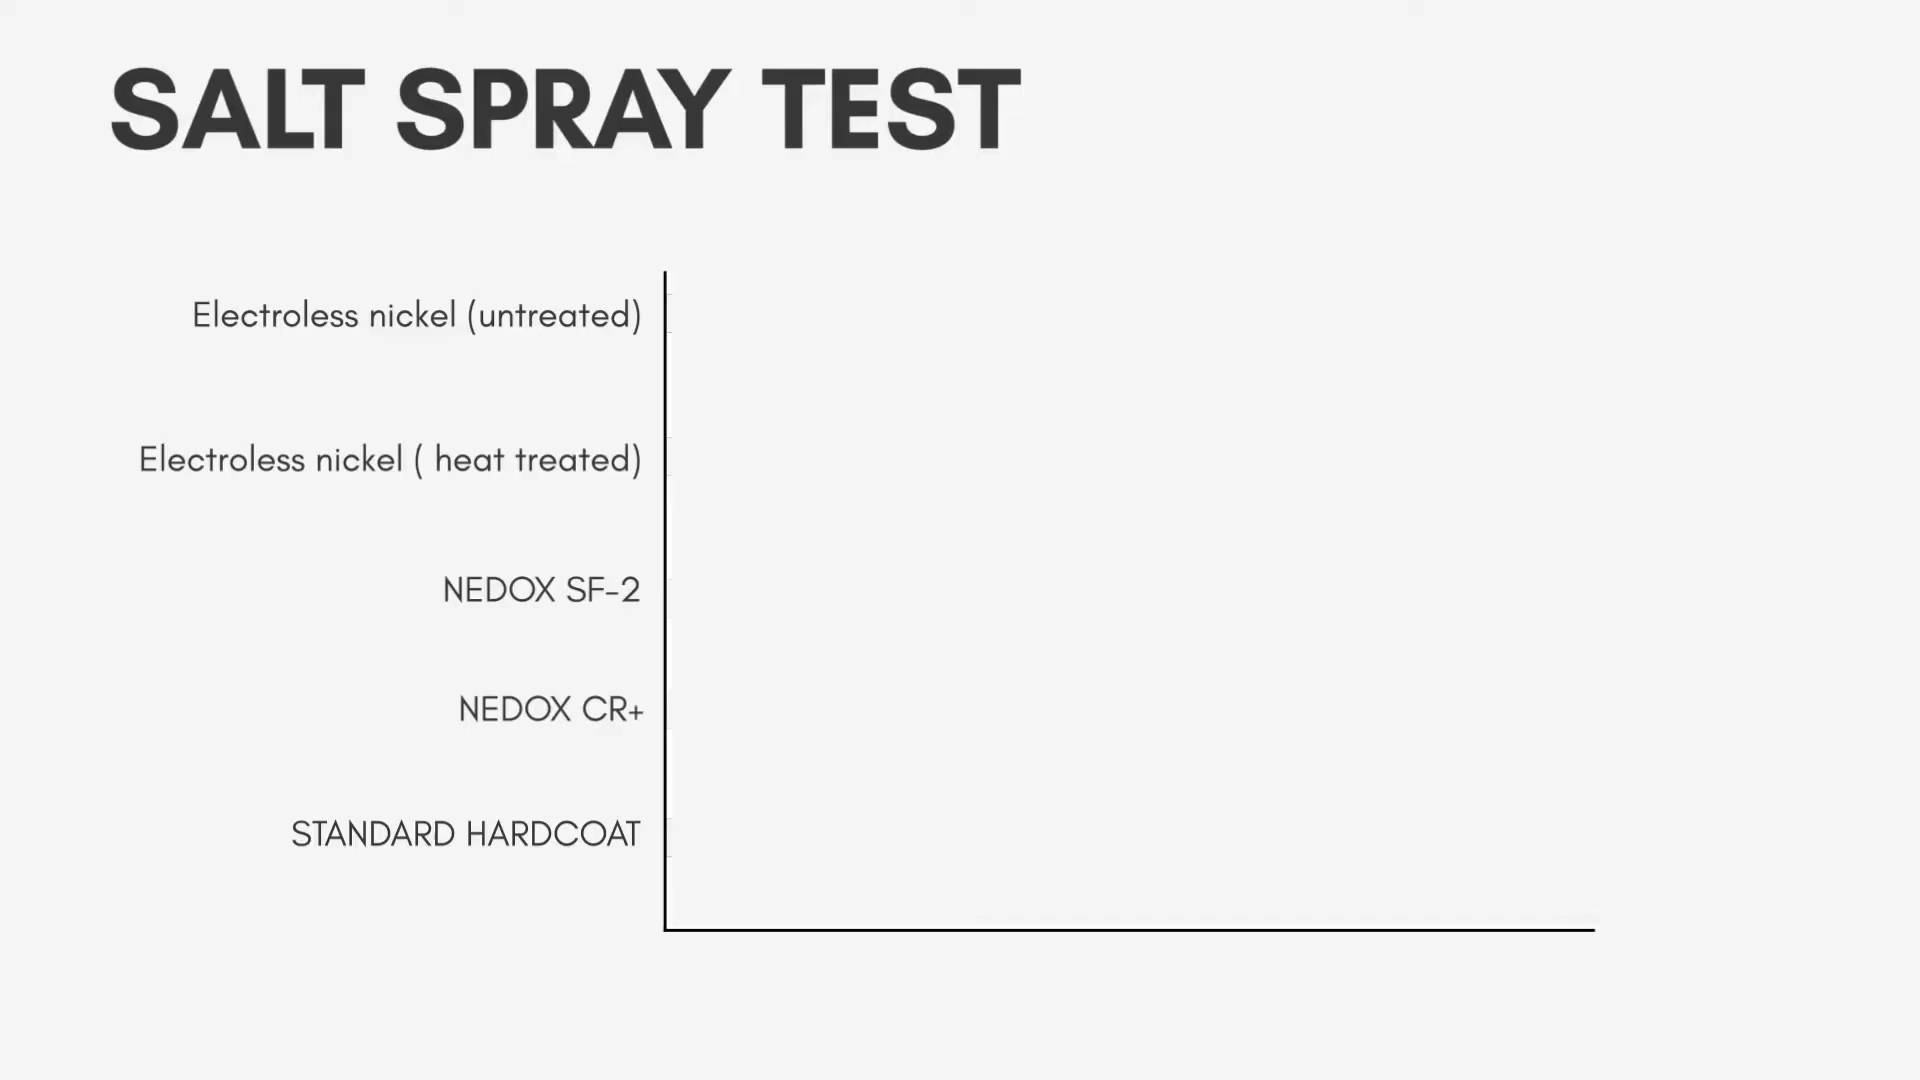 SALT SPRAY TEST
Electroless nickel (untreated)
Electroless nickel ( heat treated)
NEDOX SF-2
NEDOX CR+
STANDARD HARDCOAT